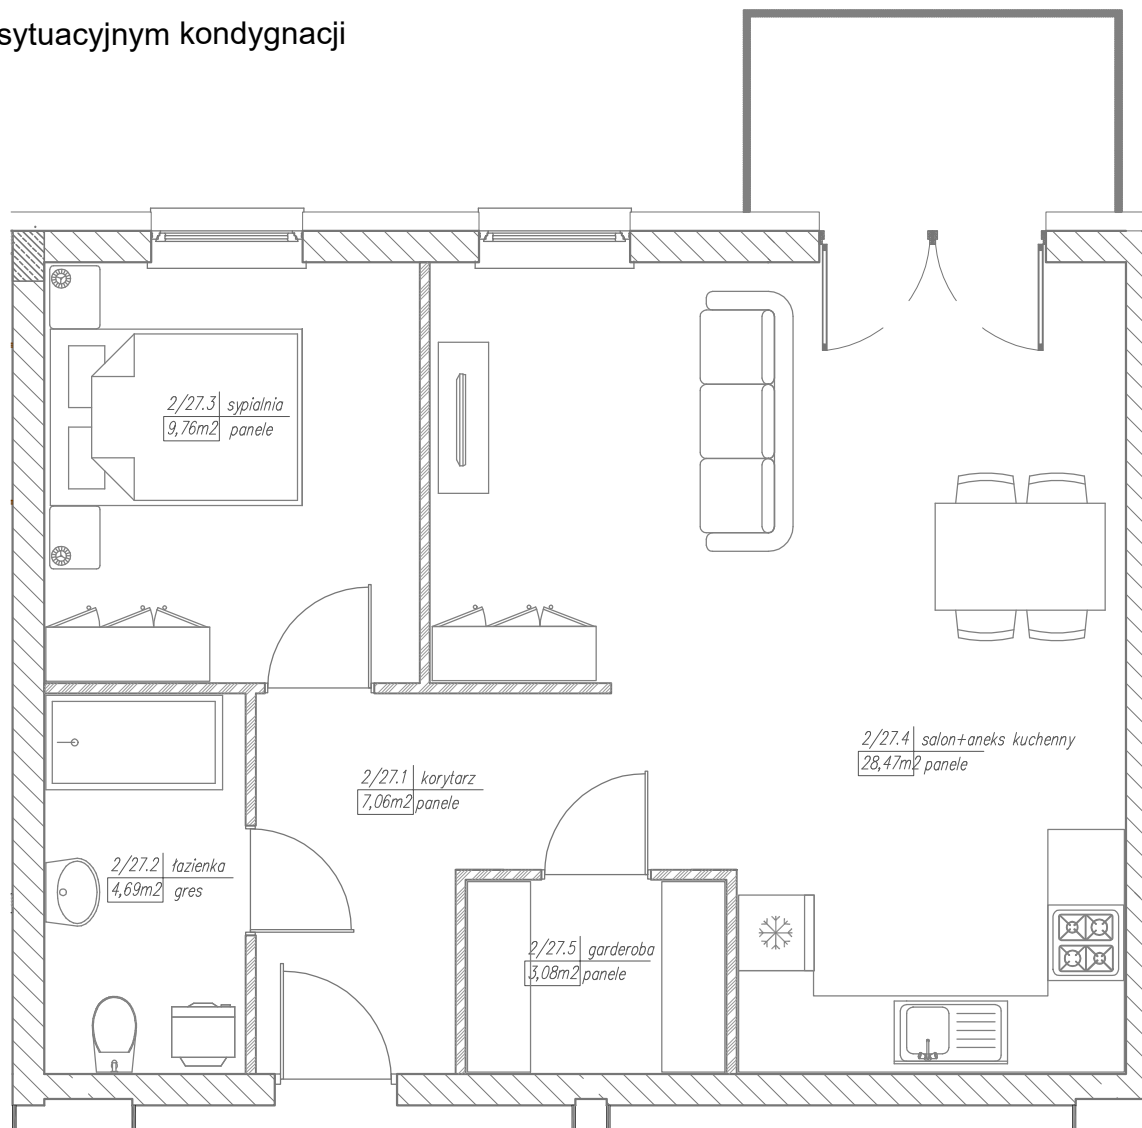 sytuacyjnym kondygnacji
2/27.3 sypialnia
9,76m2 panele
2/27.4 salon+aneks kuchenny
28,47m2 panele
2/27.1 korytarz
7,06m2 panele
2/27.2 łazienka
4,69m2 gres
2/27.5 garderoba
3,08m2 panele